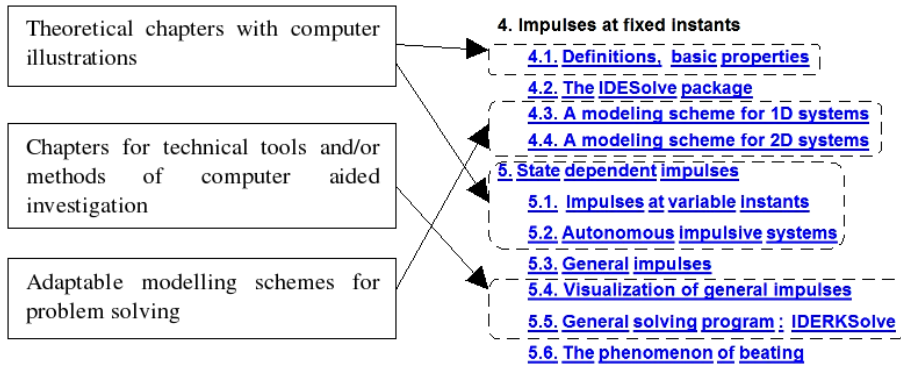 Theoretical chapters with computer
illustrations
Chapters for technical tools and/or
methods of computer aided
investigation
Adaptable modelling schemes for
problem solving
4. Impulses at fixed instants
4.1. Definitions, basic properties
4.2. The IDESolve package
4.3. A modeling scheme for 1D systems
4.4. A modeling scheme for 2D systems
5. State dependent impulses
5.1. Impulses at variable instants
5.2. Autonomous impulsive systems
5.3. General impulses
5.4. Visualization of general impulses
5.5. General solving program : IDERKSolve
5.6. The phenomenon of beating